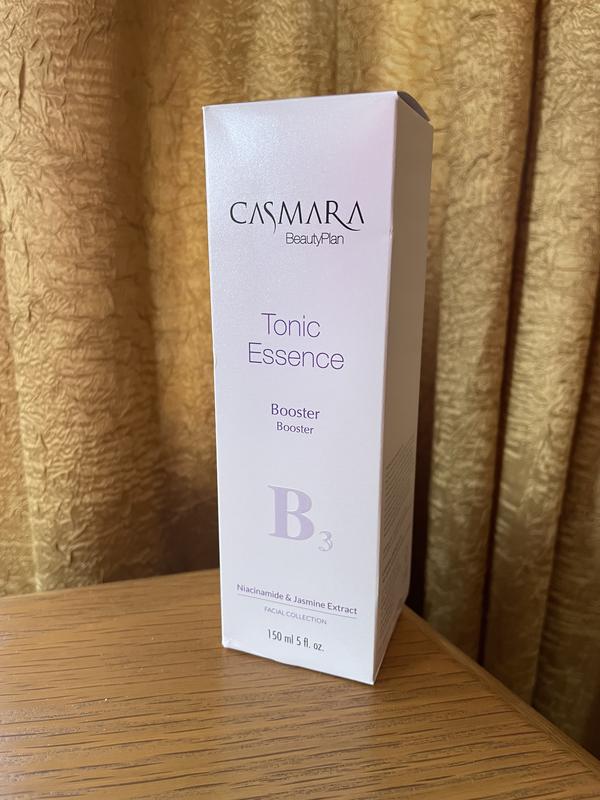 CASMARA
BeautyPlan
Tonic
Essence
Booster
Booster
B3
Niacinamide & Jasmine Extract
FACIAL COLLECTION
150 ml 5 fl. oz.